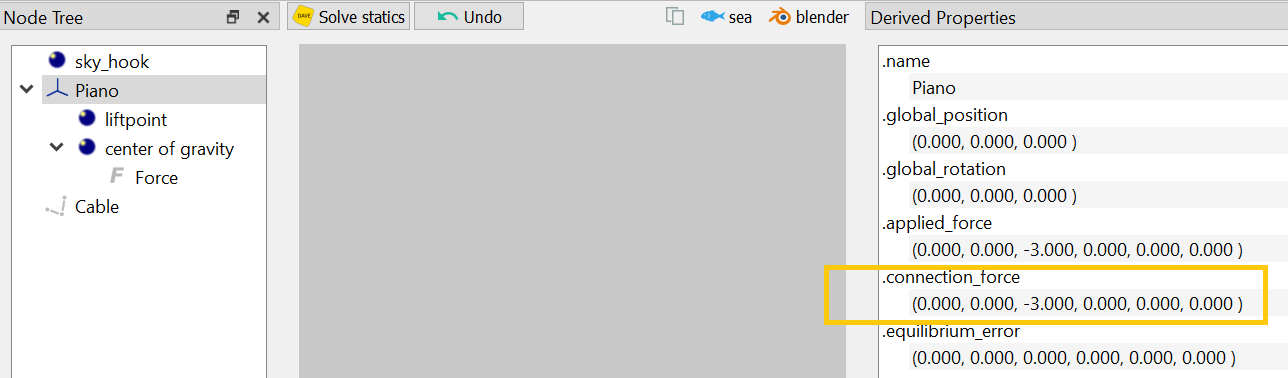 Node Tree
DAVE Solve statics Undo sea blender
Derived Properties
sky_hook
Piano
liftpoint
center of gravity
F Force
Cable
.name
Piano
.global_position
(0.000, 0.000, 0.000 )
.global_rotation
(0.000, 0.000, 0.000 )
.applied_force
(0.000, 0.000, -3.000, 0.000, 0.000, 0.000 )
.connection_force
(0.000, 0.000, -3.000, 0.000, 0.000, 0.000 )
.equilibrium_error
(0.000, 0.000, 0.000, 0.000, 0.000, 0.000 )